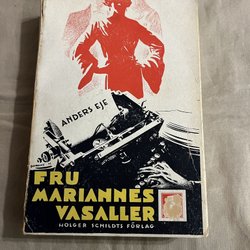 ANDERS EJE
FRU
MARIANNES
VASALLER
HOLGER SCHILDTS FÖRLAG